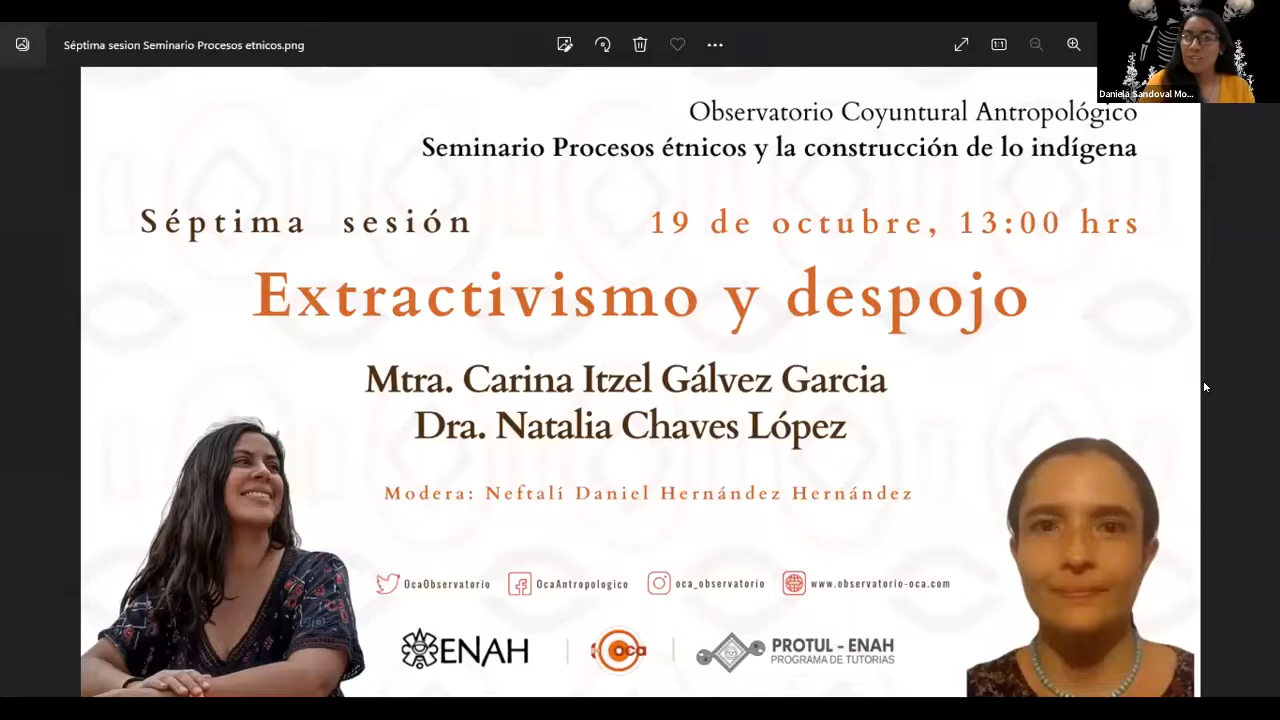 Séptima sesion Seminario Procesos etnicos.png
1:1
Daniela Sandoval Mo...
Observatorio Coyuntural Antropológico
Seminario Procesos étnicos y la construcción de lo indígena
Séptima sesión
19 de octubre, 13:00 hrs
Extractivismo y despojo
Mtra. Carina Itzel Gálvez Garcia
Dra. Natalia Chaves López
Modera: Neftalí Daniel Hernández Hernández
OcaObservatorio
OcaAntropologico
oca_observatorio
www.observatorio-oca.com
ENAH
oca
PROTUL - ENAH
PROGRAMA DE TUTORIAS